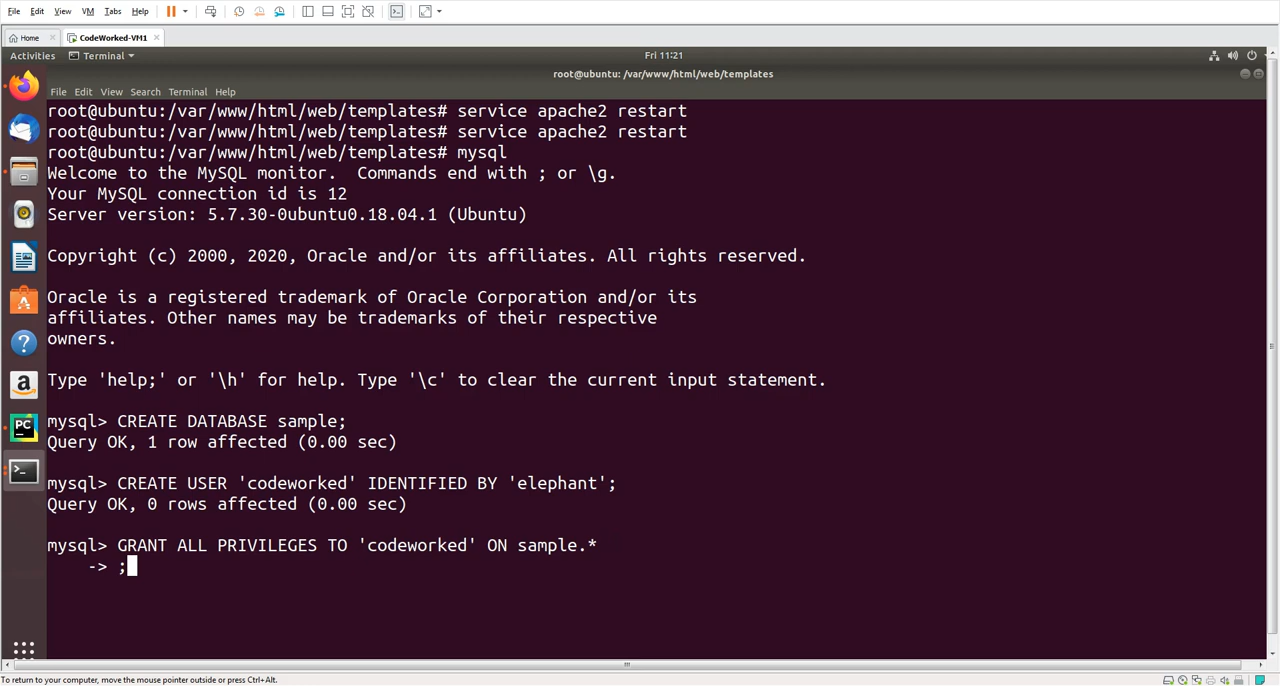 File Edit View VM Tabs Help
Home CodeWorked-VM1
Activities Terminal Fri 11:21
root@ubuntu: /var/www/html/web/templates
File Edit View Search Terminal Help
root@ubuntu:/var/www/html/web/templates# service apache2 restart
root@ubuntu:/var/www/html/web/templates# service apache2 restart
root@ubuntu:/var/www/html/web/templates# mysql
Welcome to the MySQL monitor.  Commands end with ; or \g.
Your MySQL connection id is 12
Server version: 5.7.30-0ubuntu0.18.04.1 (Ubuntu)
Copyright (c) 2000, 2020, Oracle and/or its affiliates. All rights reserved.
Oracle is a registered trademark of Oracle Corporation and/or its
affiliates. Other names may be trademarks of their respective
owners.
Type 'help;' or '\h' for help. Type '\c' to clear the current input statement.
mysql> CREATE DATABASE sample;
Query OK, 1 row affected (0.00 sec)
mysql> CREATE USER 'codeworked' IDENTIFIED BY 'elephant';
Query OK, 0 rows affected (0.00 sec)
mysql> GRANT ALL PRIVILEGES TO 'codeworked' ON sample.*
    -> ;
To return to your computer, move the mouse pointer outside or press Ctrl+Alt.